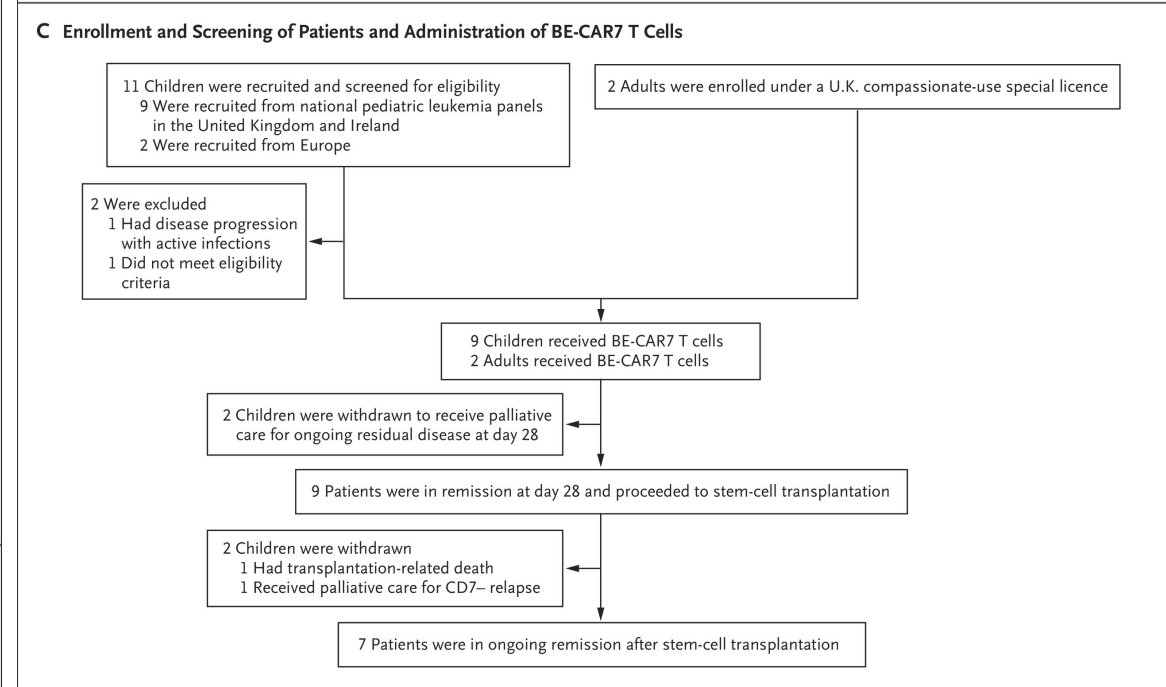 C Enrollment and Screening of Patients and Administration of BE-CAR7 T Cells
11 Children were recruited and screened for eligibility
9 Were recruited from national pediatric leukemia panels
in the United Kingdom and Ireland
2 Were recruited from Europe
2 Adults were enrolled under a U.K. compassionate-use special licence
2 Were excluded
1 Had disease progression
with active infections
1 Did not meet eligibility
criteria
9 Children received BE-CAR7 T cells
2 Adults received BE-CAR7 T cells
2 Children were withdrawn to receive palliative
care for ongoing residual disease at day 28
9 Patients were in remission at day 28 and proceeded to stem-cell transplantation
2 Children were withdrawn
1 Had transplantation-related death
1 Received palliative care for CD7– relapse
7 Patients were in ongoing remission after stem-cell transplantation